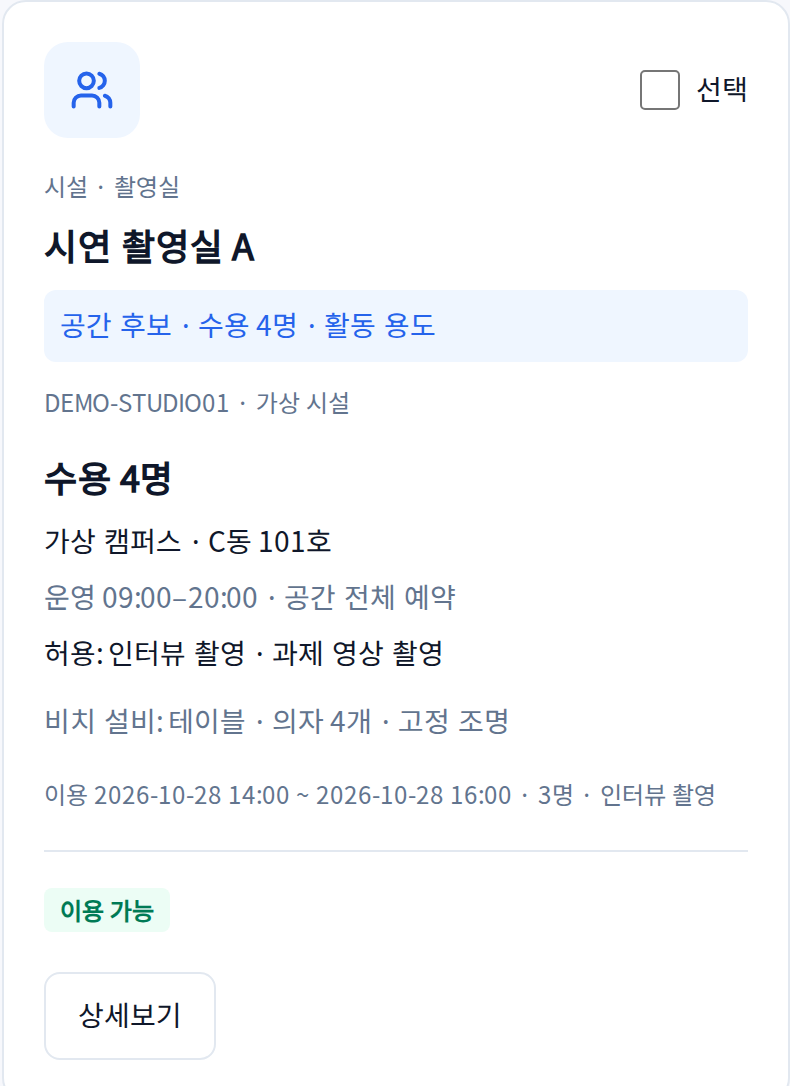 선택
시설 · 촬영실
시연 촬영실 A
공간 후보 · 수용 4명 · 활동 용도
DEMO-STUDIO01 · 가상 시설
수용 4명
가상 캠퍼스 · C동 101호
운영 09:00–20:00 · 공간 전체 예약
허용: 인터뷰 촬영 · 과제 영상 촬영
비치 설비: 테이블 · 의자 4개 · 고정 조명
이용 2026-10-28 14:00 ~ 2026-10-28 16:00 · 3명 · 인터뷰 촬영
이용 가능
상세보기